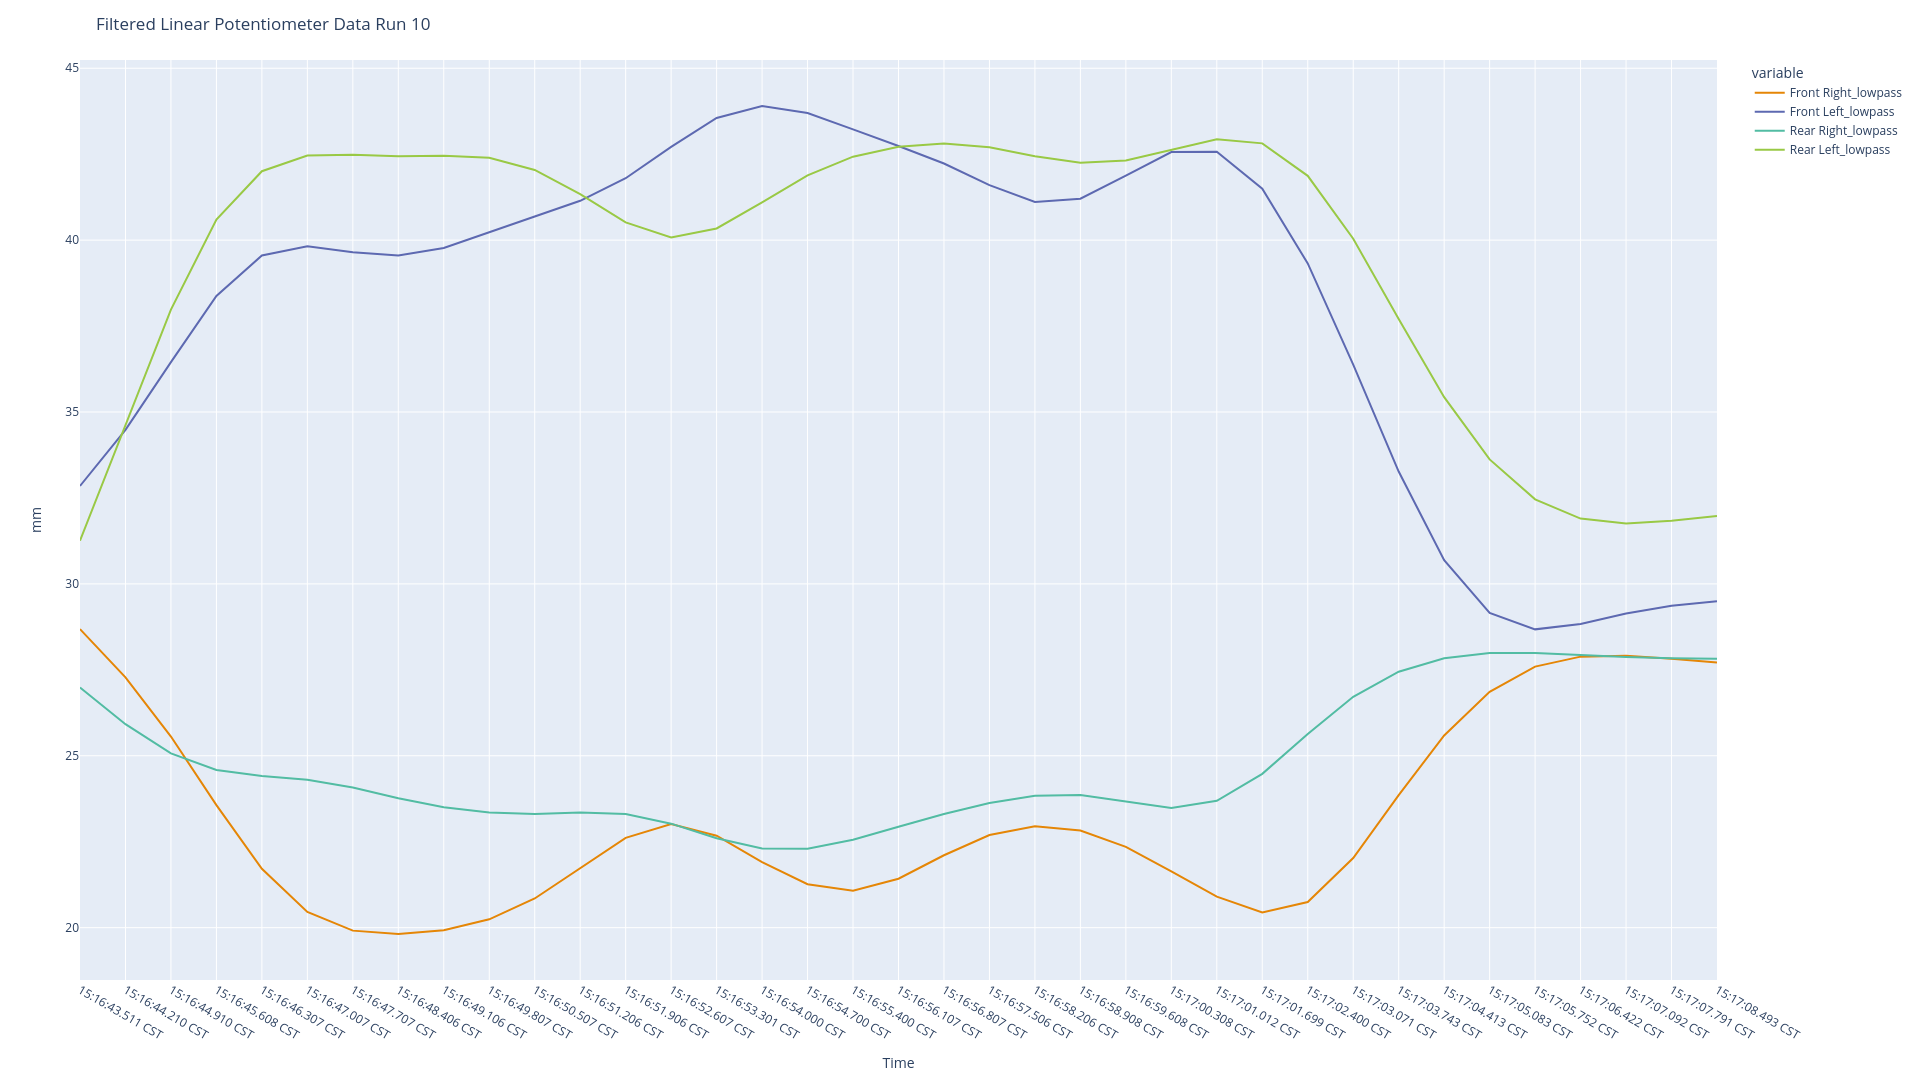 Filtered Linear Potentiometer Data Run 10
variable
Front Right_lowpass
Front Left_lowpass
Rear Right_lowpass
Rear Left_lowpass
45
40
35
30
25
20
mm
15:16:43.511 CST
15:16:44.210 CST
15:16:44.910 CST
15:16:45.608 CST
15:16:46.307 CST
15:16:47.007 CST
15:16:47.707 CST
15:16:48.406 CST
15:16:49.106 CST
15:16:49.807 CST
15:16:50.507 CST
15:16:51.206 CST
15:16:51.906 CST
15:16:52.607 CST
15:16:53.301 CST
15:16:54.000 CST
15:16:54.700 CST
15:16:55.400 CST
15:16:56.107 CST
15:16:56.807 CST
15:16:57.506 CST
15:16:58.206 CST
15:16:58.908 CST
15:16:59.608 CST
15:17:00.308 CST
15:17:01.012 CST
15:17:01.699 CST
15:17:02.400 CST
15:17:03.071 CST
15:17:03.743 CST
15:17:04.413 CST
15:17:05.083 CST
15:17:05.752 CST
15:17:06.422 CST
15:17:07.092 CST
15:17:07.791 CST
15:17:08.493 CST
Time